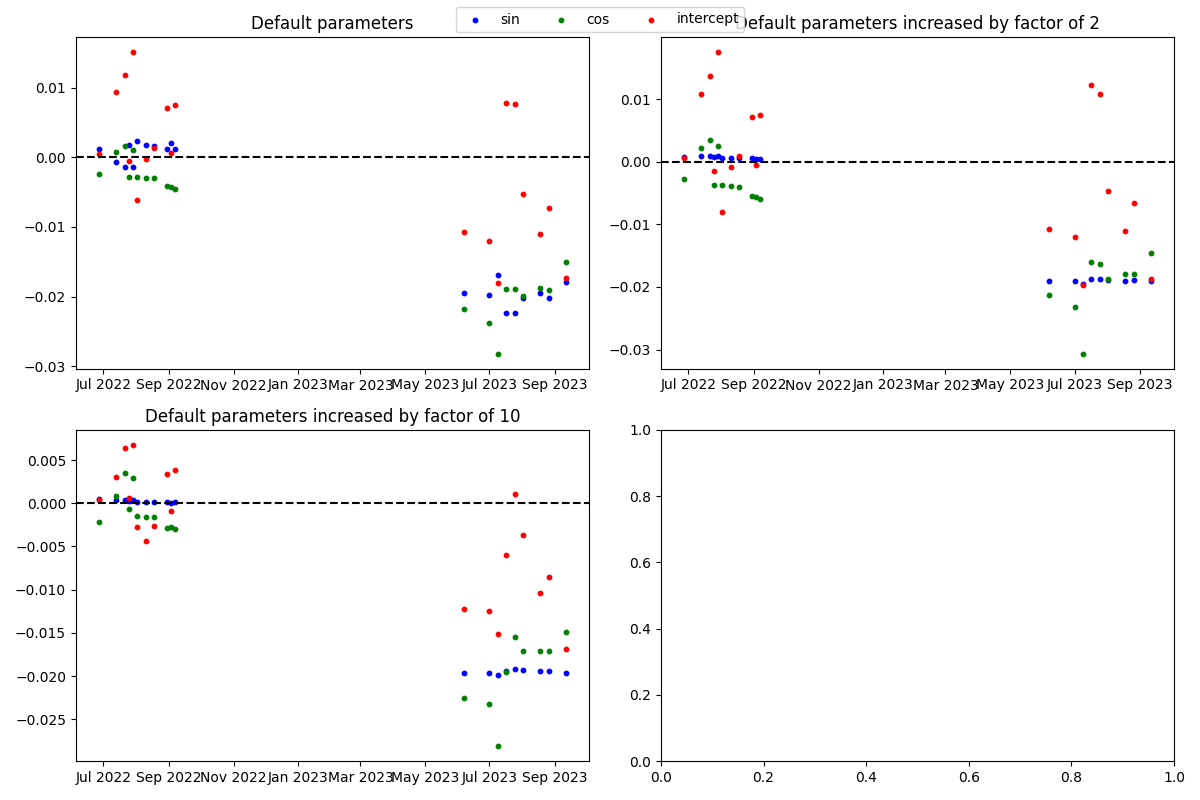 sin cos intercept
Default parameters
0.01
0.00
−0.01
−0.02
−0.03
Jul 2022 Sep 2022 Nov 2022 Jan 2023 Mar 2023 May 2023 Jul 2023 Sep 2023
Default parameters increased by factor of 2
0.01
0.00
−0.01
−0.02
−0.03
Jul 2022 Sep 2022 Nov 2022 Jan 2023 Mar 2023 May 2023 Jul 2023 Sep 2023
Default parameters increased by factor of 10
0.005
0.000
−0.005
−0.010
−0.015
−0.020
−0.025
Jul 2022 Sep 2022 Nov 2022 Jan 2023 Mar 2023 May 2023 Jul 2023 Sep 2023
1.0
0.8
0.6
0.4
0.2
0.0
0.0 0.2 0.4 0.6 0.8 1.0